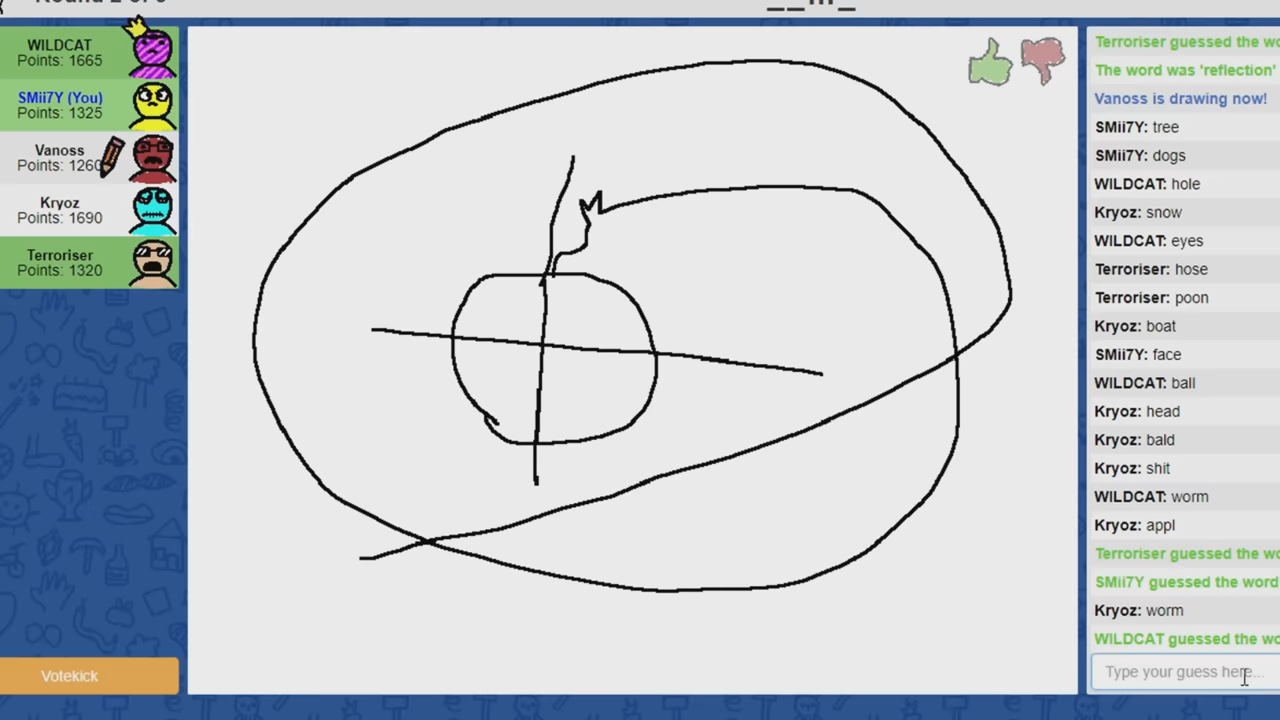 WILDCAT
Points: 1665
SMii7Y (You)
Points: 1325
Vanoss
Points: 1260
Kryoz
Points: 1690
Terroriser
Points: 1320
Votekick
Terroriser guessed the wo
The word was 'reflection'
Vanoss is drawing now!
SMii7Y: tree
SMii7Y: dogs
WILDCAT: hole
Kryoz: snow
WILDCAT: eyes
Terroriser: hose
Terroriser: poon
Kryoz: boat
SMii7Y: face
WILDCAT: ball
Kryoz: head
Kryoz: bald
Kryoz: shit
WILDCAT: worm
Kryoz: appl
Terroriser guessed the wo
SMii7Y guessed the word
Kryoz: worm
WILDCAT guessed the wo
Type your guess here...